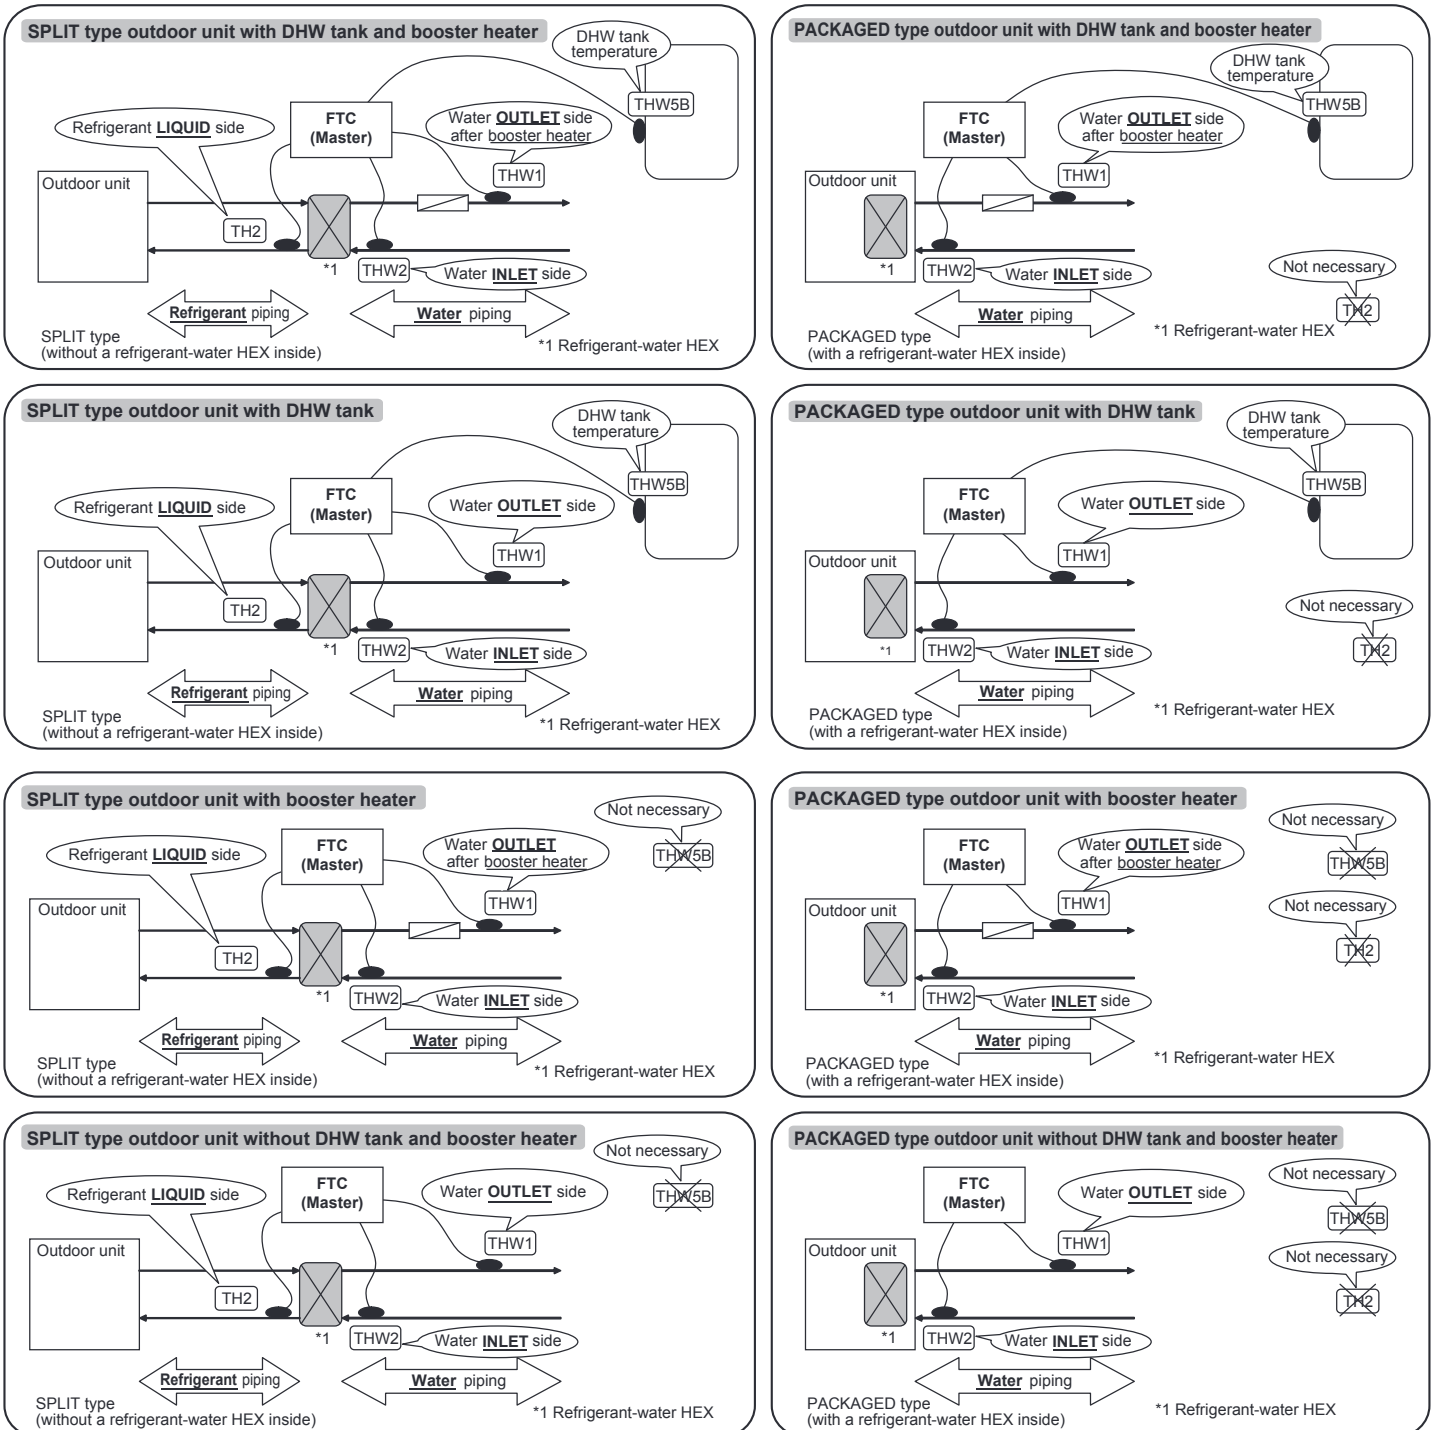 SPLIT type outdoor unit with DHW tank and booster heater
DHW tank
temperature
THW5B
FTC
(Master)
Refrigerant LIQUID side
Water OUTLET side
after booster heater
THW1
Outdoor unit
TH2
*1
THW2
Water INLET side
Refrigerant piping
Water piping
SPLIT type
(without a refrigerant-water HEX inside)
*1 Refrigerant-water HEX
PACKAGED type outdoor unit with DHW tank and booster heater
DHW tank
temperature
THW5B
FTC
(Master)
Water OUTLET side
after booster heater
THW1
Outdoor unit
*1
THW2
Water INLET side
Not necessary
TH2
Water piping
*1 Refrigerant-water HEX
PACKAGED type
(with a refrigerant-water HEX inside)
SPLIT type outdoor unit with DHW tank
DHW tank
temperature
THW5B
FTC
(Master)
Refrigerant LIQUID side
Water OUTLET side
THW1
Outdoor unit
TH2
*1
THW2
Water INLET side
Refrigerant piping
Water piping
SPLIT type
(without a refrigerant-water HEX inside)
*1 Refrigerant-water HEX
PACKAGED type outdoor unit with DHW tank
DHW tank
temperature
THW5B
FTC
(Master)
Water OUTLET side
THW1
Outdoor unit
*1
THW2
Water INLET side
Not necessary
TH2
Water piping
*1 Refrigerant-water HEX
PACKAGED type
(with a refrigerant-water HEX inside)
SPLIT type outdoor unit with booster heater
Not necessary
THW5B
FTC
(Master)
Refrigerant LIQUID side
Water OUTLET
after booster heater
THW1
Outdoor unit
TH2
*1
THW2
Water INLET side
Refrigerant piping
Water piping
SPLIT type
(without a refrigerant-water HEX inside)
*1 Refrigerant-water HEX
PACKAGED type outdoor unit with booster heater
Not necessary
THW5B
FTC
(Master)
Water OUTLET side
after booster heater
THW1
Not necessary
TH2
Outdoor unit
*1
THW2
Water INLET side
Water piping
*1 Refrigerant-water HEX
PACKAGED type
(with a refrigerant-water HEX inside)
SPLIT type outdoor unit without DHW tank and booster heater
Not necessary
THW5B
FTC
(Master)
Refrigerant LIQUID side
Water OUTLET side
THW1
Outdoor unit
TH2
*1
THW2
Water INLET side
Refrigerant piping
Water piping
SPLIT type
(without a refrigerant-water HEX inside)
*1 Refrigerant-water HEX
PACKAGED type outdoor unit without DHW tank and booster heater
Not necessary
THW5B
FTC
(Master)
Water OUTLET side
THW1
Not necessary
TH2
Outdoor unit
*1
THW2
Water INLET side
Water piping
*1 Refrigerant-water HEX
PACKAGED type
(with a refrigerant-water HEX inside)